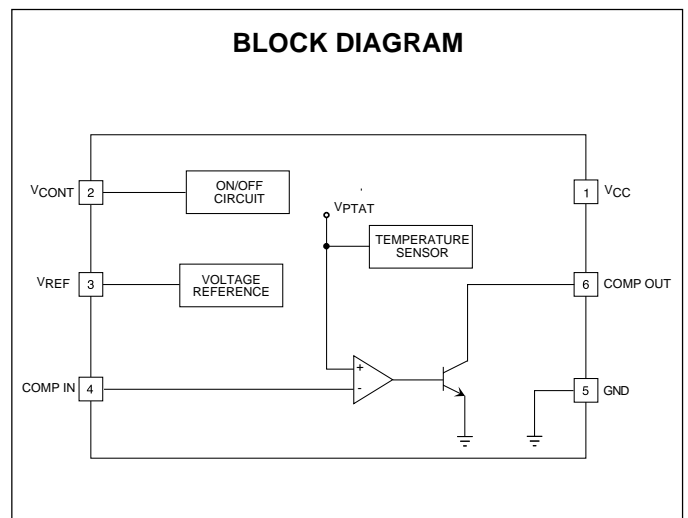 BLOCK DIAGRAM
VCONT 2
ON/OFF
CIRCUIT
1 VCC
VPTAT
TEMPERATURE
SENSOR
VREF 3
VOLTAGE
REFERENCE
6 COMP OUT
+
-
COMP IN 4
5 GND